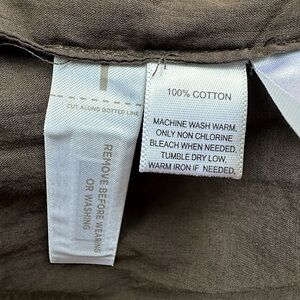 CUT ALONG DOTTED LINE
REMOVE BEFORE WEARING
OR WASHING
100% COTTON
MACHINE WASH WARM,
ONLY NON CHLORINE
BLEACH WHEN NEEDED,
TUMBLE DRY LOW,
WARM IRON IF NEEDED,